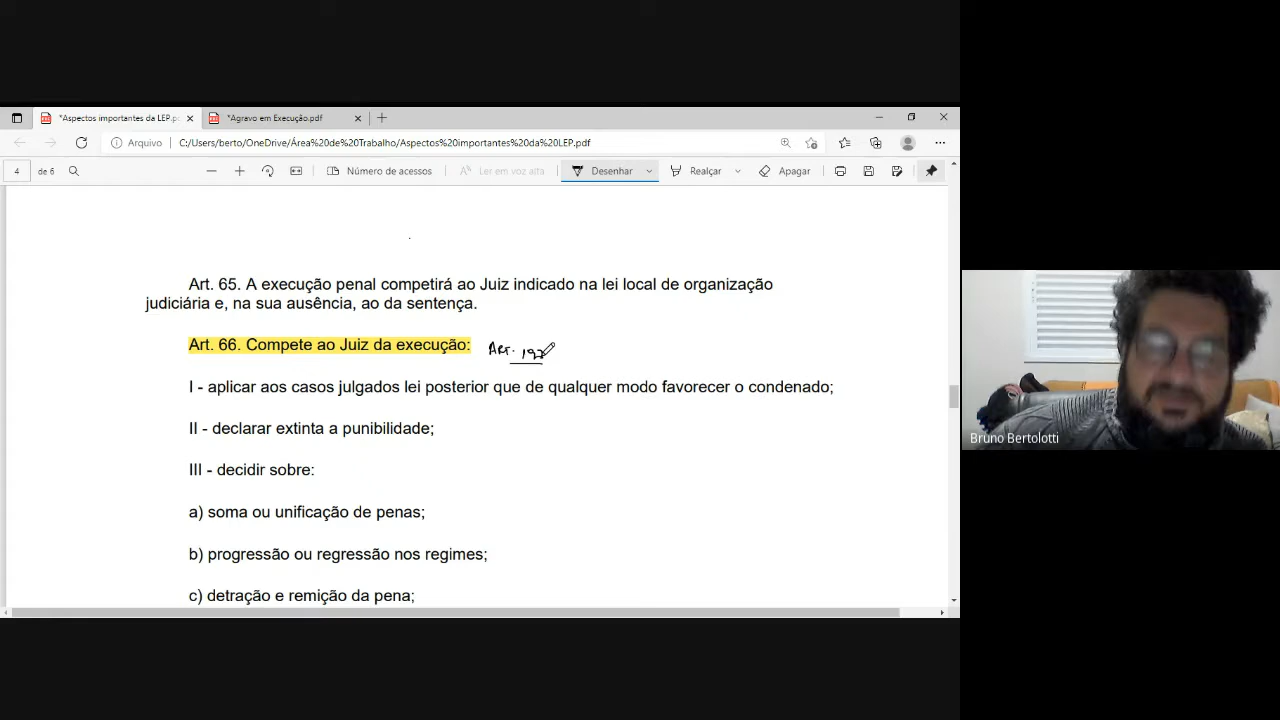 *Aspectos importantes da LEP.p
*Agravo em Execução.pdf
Arquivo
C:/Users/berto/OneDrive/Área%20de%20Trabalho/Aspectos%20importantes%20da%20LEP.pdf
4 de 6
Número de acessos
Ler em voz alta
Desenhar
Realçar
Apagar
Art. 65. A execução penal competirá ao Juiz indicado na lei local de organização
judiciária e, na sua ausência, ao da sentença.
Art. 66. Compete ao Juiz da execução:
ART.
I - aplicar aos casos julgados lei posterior que de qualquer modo favorecer o condenado;
II - declarar extinta a punibilidade;
III - decidir sobre:
a) soma ou unificação de penas;
b) progressão ou regressão nos regimes;
c) detração e remição da pena;
Bruno Bertolotti